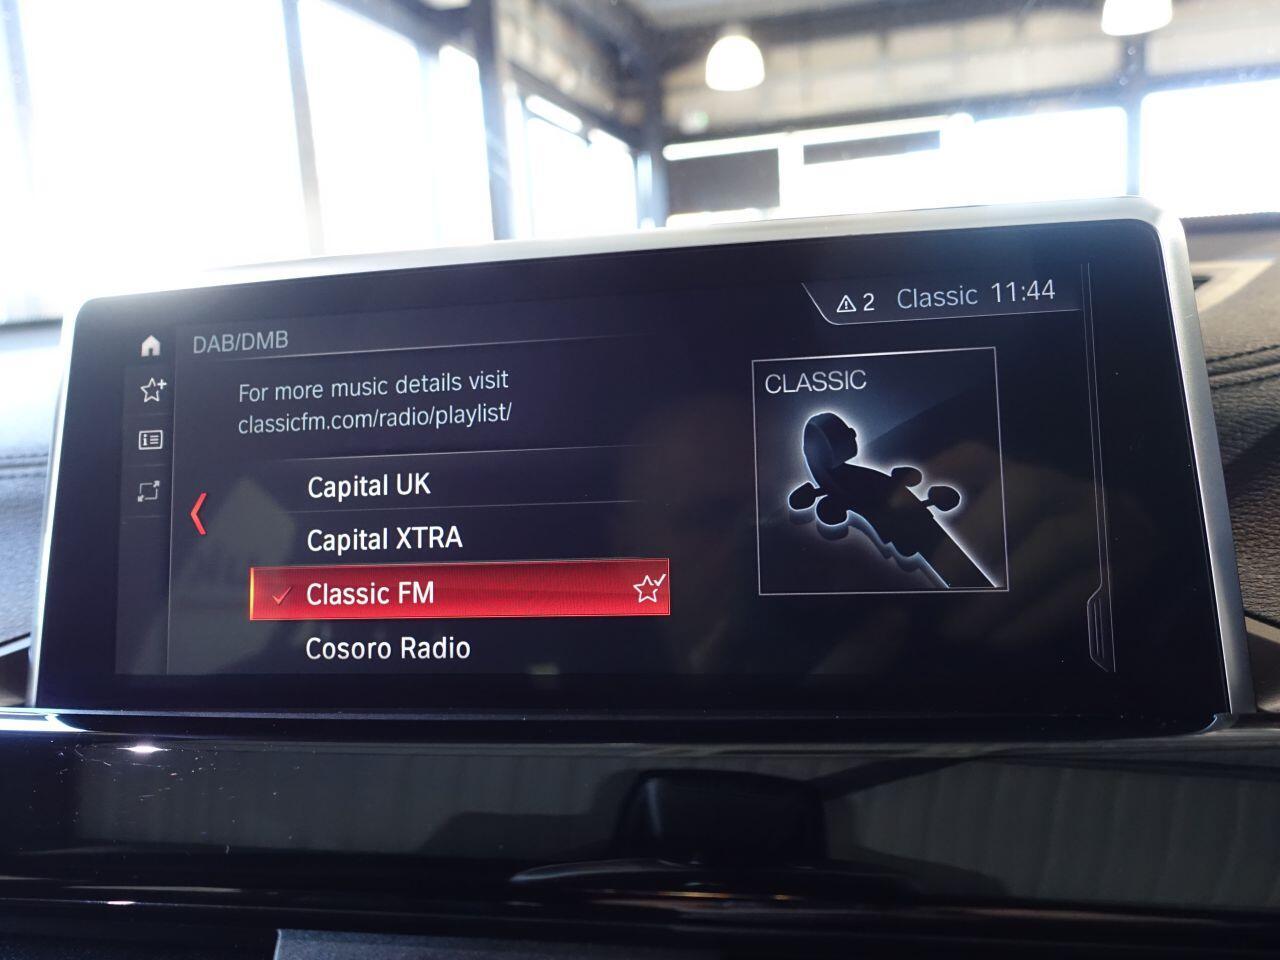 2 Classic 11:44
DAB/DMB
For more music details visit
classicfm.com/radio/playlist/
Capital UK
Capital XTRA
Classic FM
Cosoro Radio
CLASSIC